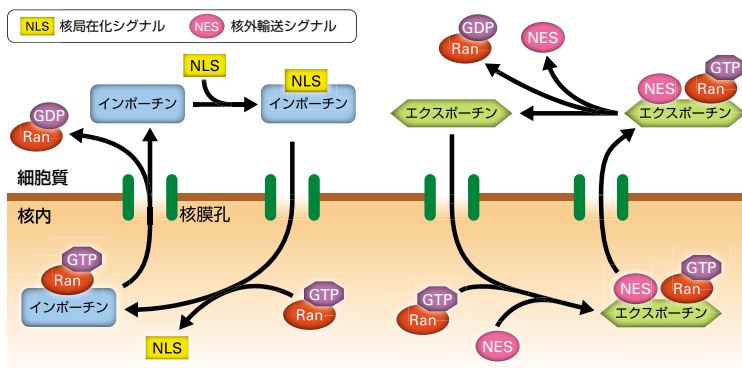 NLS 核局在化シグナル NES 核外輸送シグナル
NLS
インポーチン
NLS
インポーチン
GDP
Ran
GDP
Ran
NES
エクスポーチン
NES
GTP
Ran
エクスポーチン
細胞質
核内
核膜孔
GTP
Ran
インポーチン
NLS
GTP
Ran
GTP
Ran
NES
NES
GTP
Ran
エクスポーチン